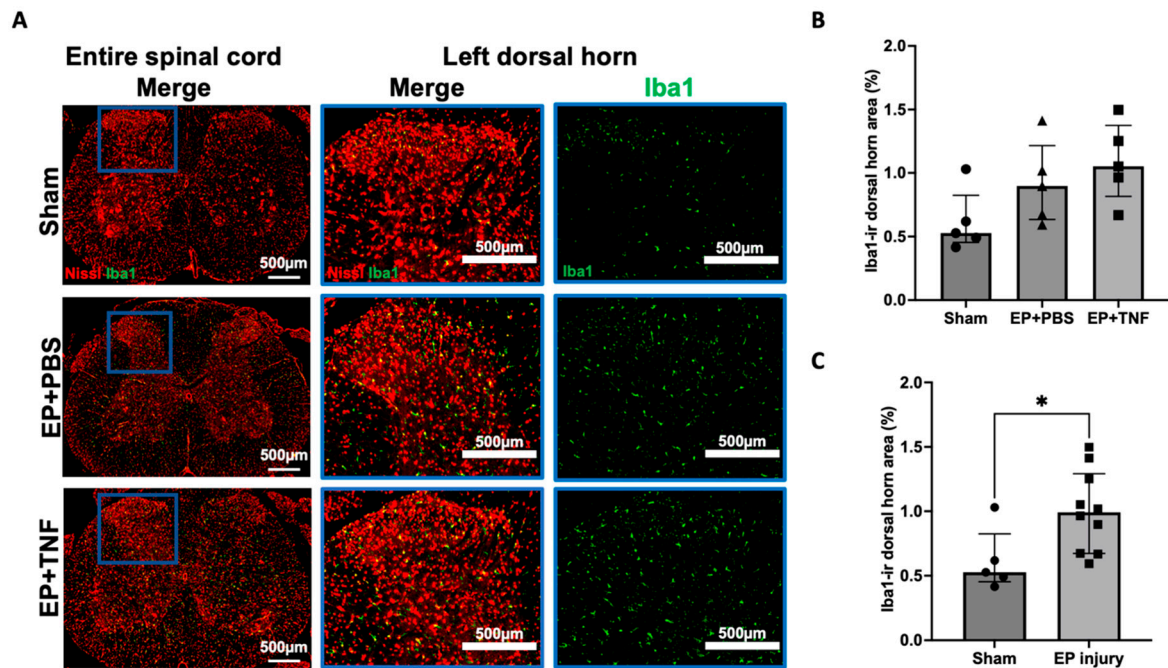 A
Entire spinal cord
Left dorsal horn
Merge
Merge
Iba1
Sham
Nissl Iba1
500µm
Nissl Iba1
500µm
Iba1
500µm
EP+PBS
500µm
500µm
500µm
EP+TNF
500µm
500µm
500µm
B
Iba1-ir dorsal horn area (%)
2.0
1.5
1.0
0.5
0.0
Sham
EP+PBS
EP+TNF
C
Iba1-ir dorsal horn area (%)
2.0
1.5
1.0
0.5
0.0
*
Sham
EP injury